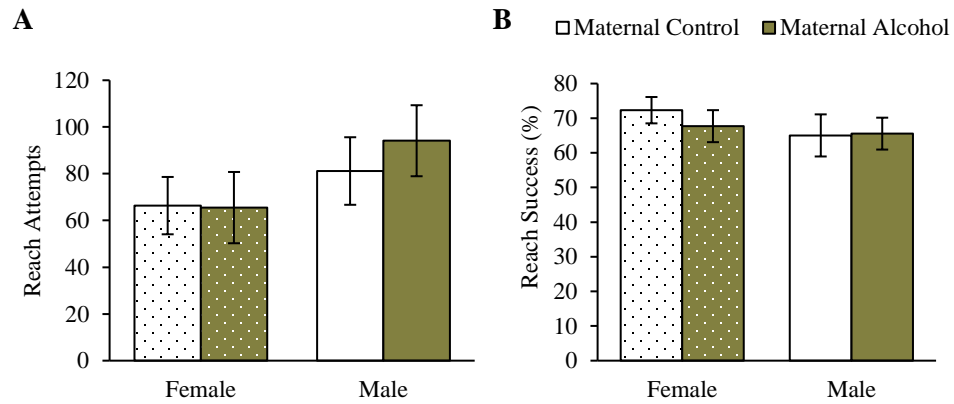 A
Reach Attempts
120
100
80
60
40
20
0
Female Male
B
Maternal Control Maternal Alcohol
Reach Success (%)
80
70
60
50
40
30
20
10
0
Female Male